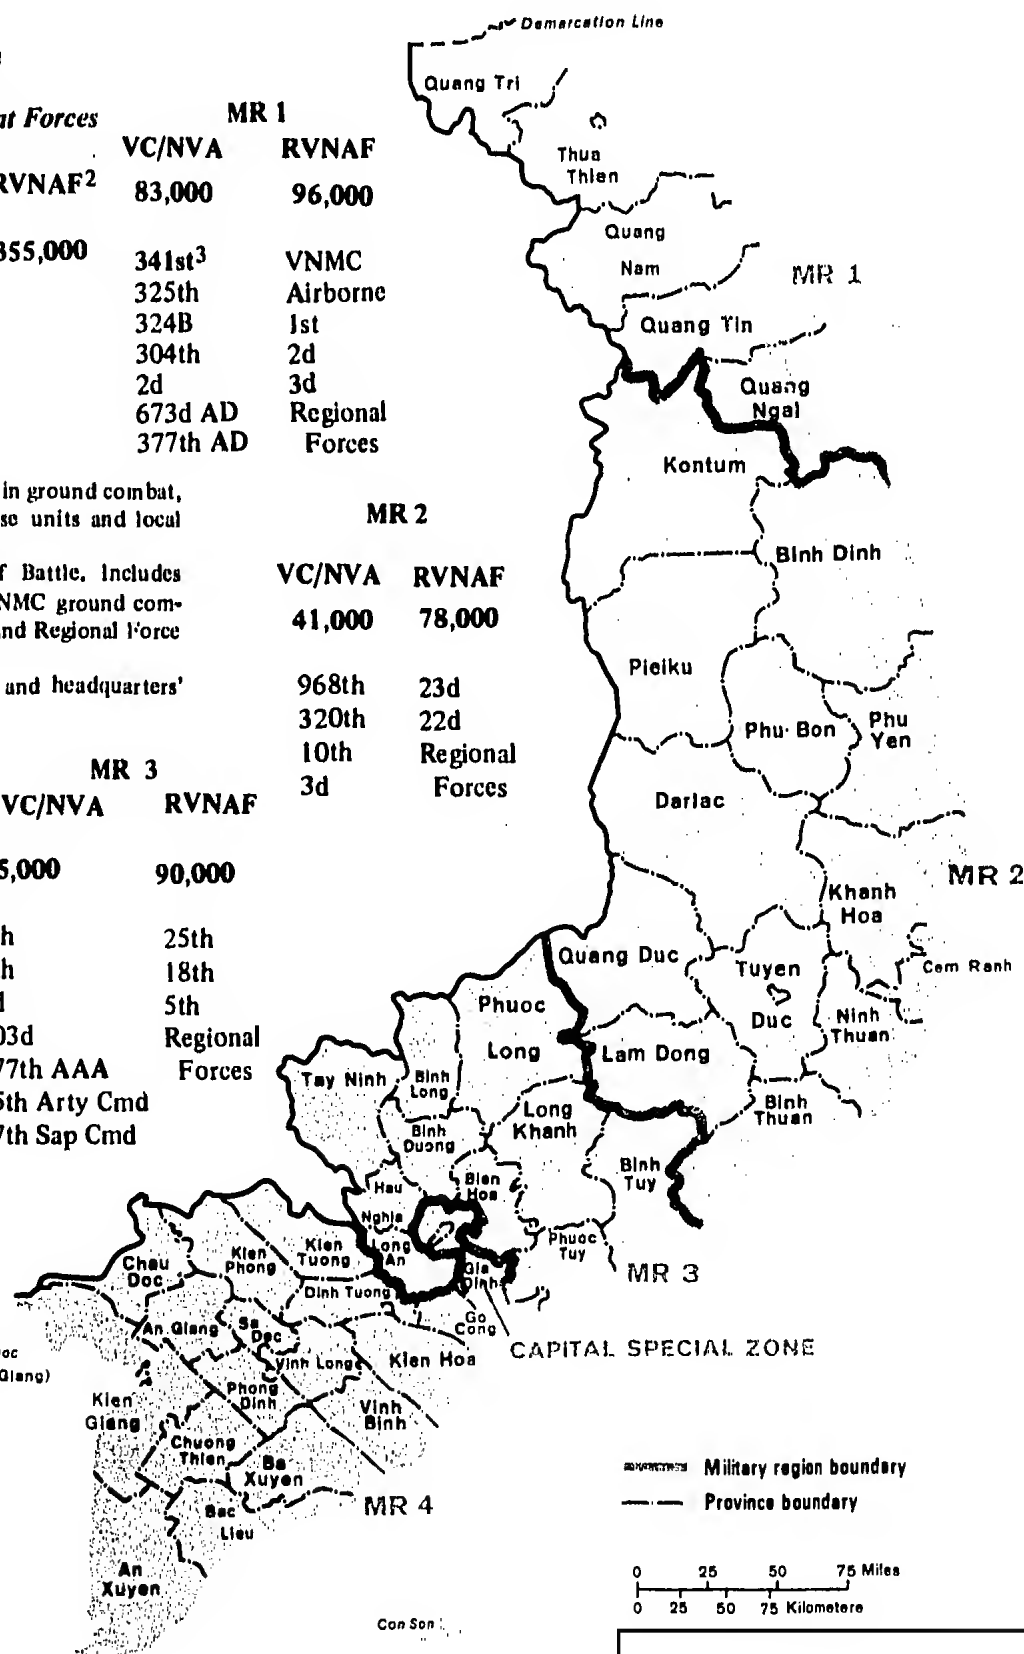 Demarcation Line
at Forces
RVNAF2
355,000
MR 1
VC/NVA RVNAF
83,000 96,000
341st3 VNMC
325th Airborne
324B 1st
304th 2d
2d 3d
673d AD Regional
377th AD Forces
in ground combat,
se units and local
f Battle. Includes
NMC ground com-
nd Regional Force
and headquarters'
MR 2
VC/NVA RVNAF
41,000 78,000
968th 23d
320th 22d
10th Regional
3d Forces
MR 3
VC/NVA RVNAF
5,000 90,000
h 25th
h 18th
d 5th
03d Regional
77th AAA Forces
5th Arty Cmd
7th Sap Cmd
Quang Tri
Thua
Thien
Quang
Nam
MR 1
Quang Tin
Quang
Ngai
Kontum
Binh Dinh
Pleiku
Phu Bon
Phu
Yen
Darlac
MR 2
Khanh
Hoa
Quang Duc
Tuyen
Duc
Cam Ranh
Ninh
Thuan
Phuoc
Long
Lam Dong
Binh
Thuan
Tay Ninh
Binh
Long
Long
Khanh
Binh
Duong
Binh
Tuy
Hau
Nghia
Bien
Hoa
Phuoc
Tuy
Long
An
Gia
Dinh
MR 3
Chau
Doc
Kien
Phong
Kien
Tuong
Dinh Tuong
Go
Cong
CAPITAL SPECIAL ZONE
An Giang
Sa
Dec
Vinh Long
Kien Hoa
oc
Giang)
Kien
Giang
Phong
Dinh
Vinh
Binh
Chuong
Thien
Ba
Xuyen
MR 4
Bac
Lieu
An
Xuyen
Con Son
Military region boundary
Province boundary
0 25 50 75 Miles
0 25 50 75 Kilometers